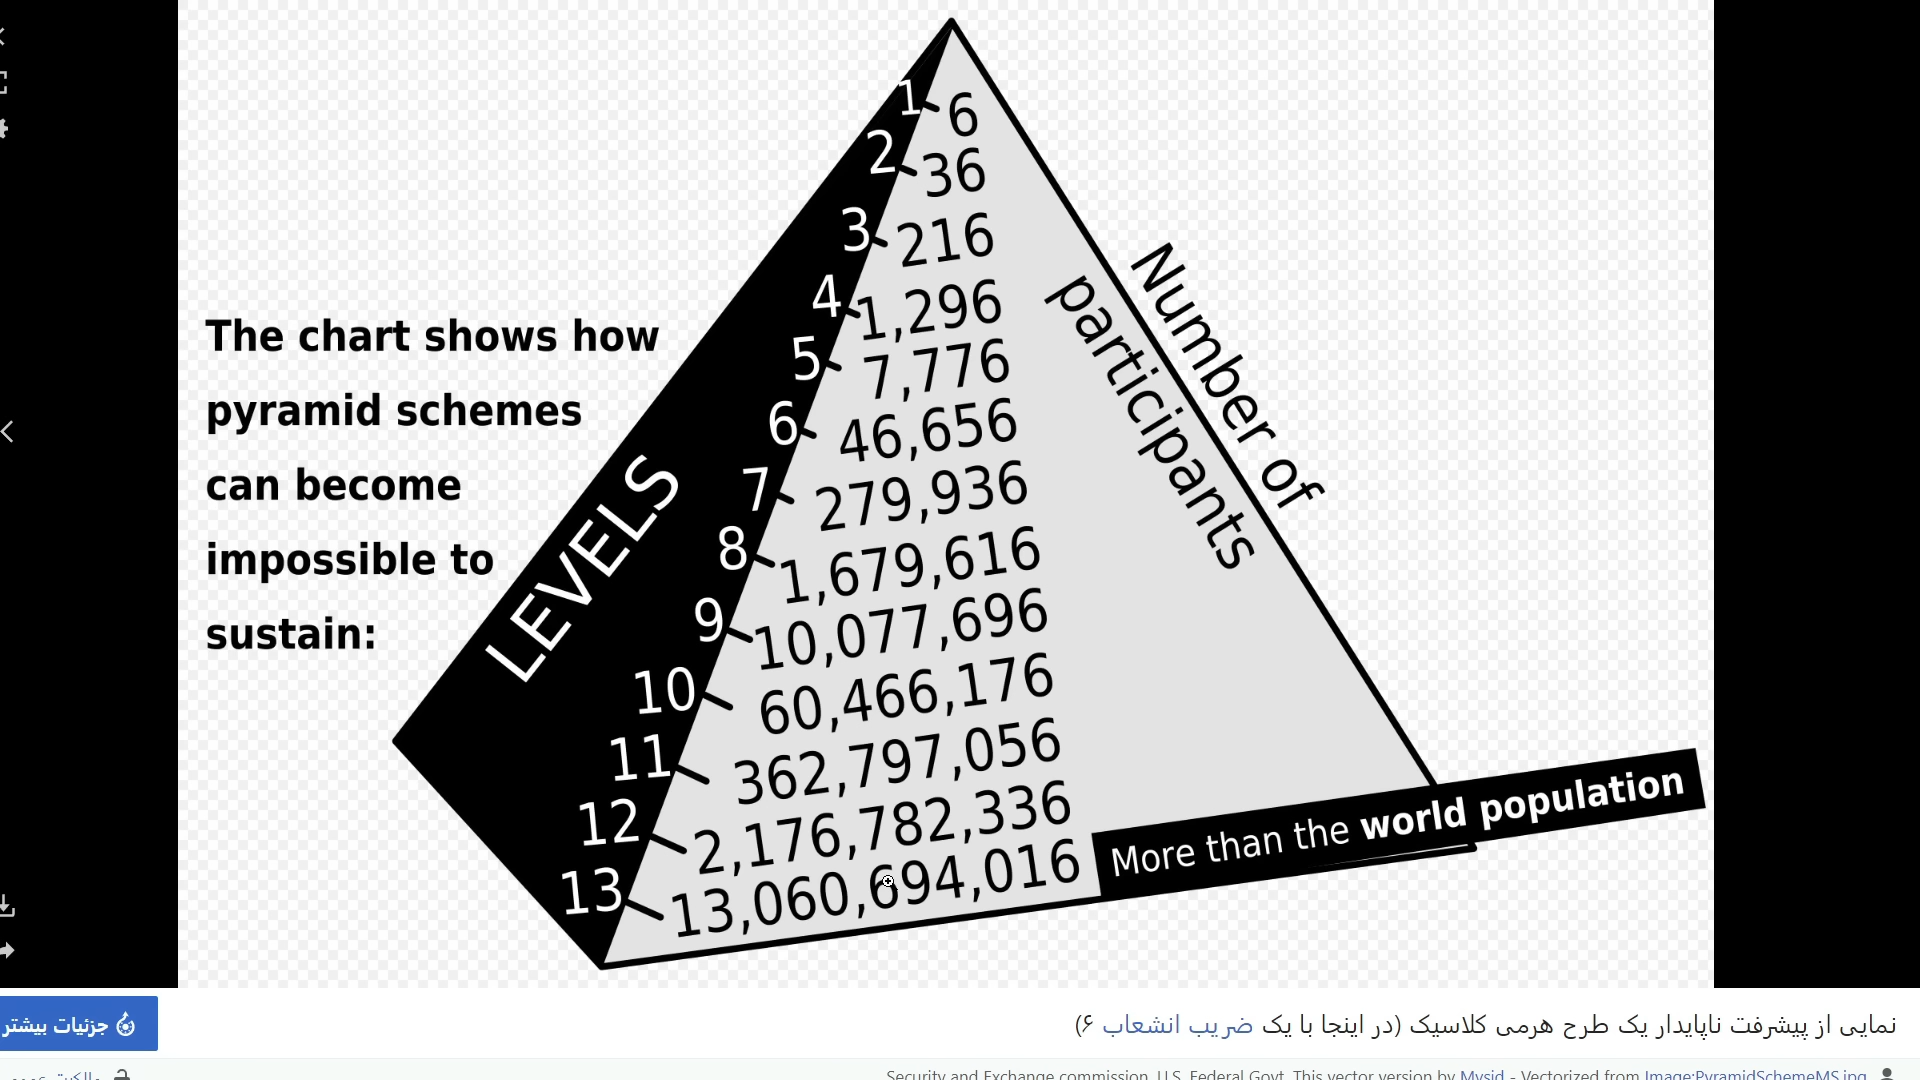 The chart shows how
pyramid schemes
can become
impossible to
sustain:
LEVELS
Number of
participants
1 6
2 36
3 216
4 1,296
5 7,776
6 46,656
7 279,936
8 1,679,616
9 10,077,696
10 60,466,176
11 362,797,056
12 2,176,782,336
13 13,060,694,016
More than the world population
نمایی از پیشرفت ناپایدار یک طرح هرمی کلاسیک (در اینجا با یک ضریب انشعاب ۶)
جزئیات بیشتر
Security and Exchange commission, U.S. Federal Govt. This vector version by Mysid - Vectorized from Image:PyramidSchemeMS.jpg